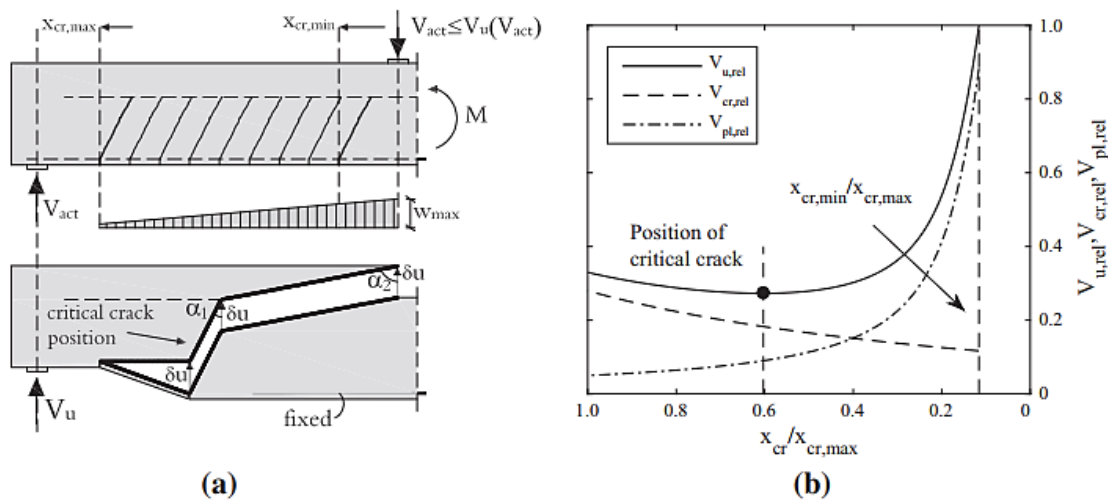 x_cr,max
x_cr,min
V_act≤V_u(V_act)
M
V_act
w_max
critical crack
position
α_1
δu
α_2
δu
δu
V_u
fixed
(a)
V_u,rel
V_cr,rel
V_pl,rel
x_cr,min/x_cr,max
Position of
critical crack
1.0
0.8
0.6
0.4
0.2
0
V_u,rel, V_cr,rel, V_pl,rel
1.0
0.8
0.6
0.4
0.2
0
x_cr/x_cr,max
(b)